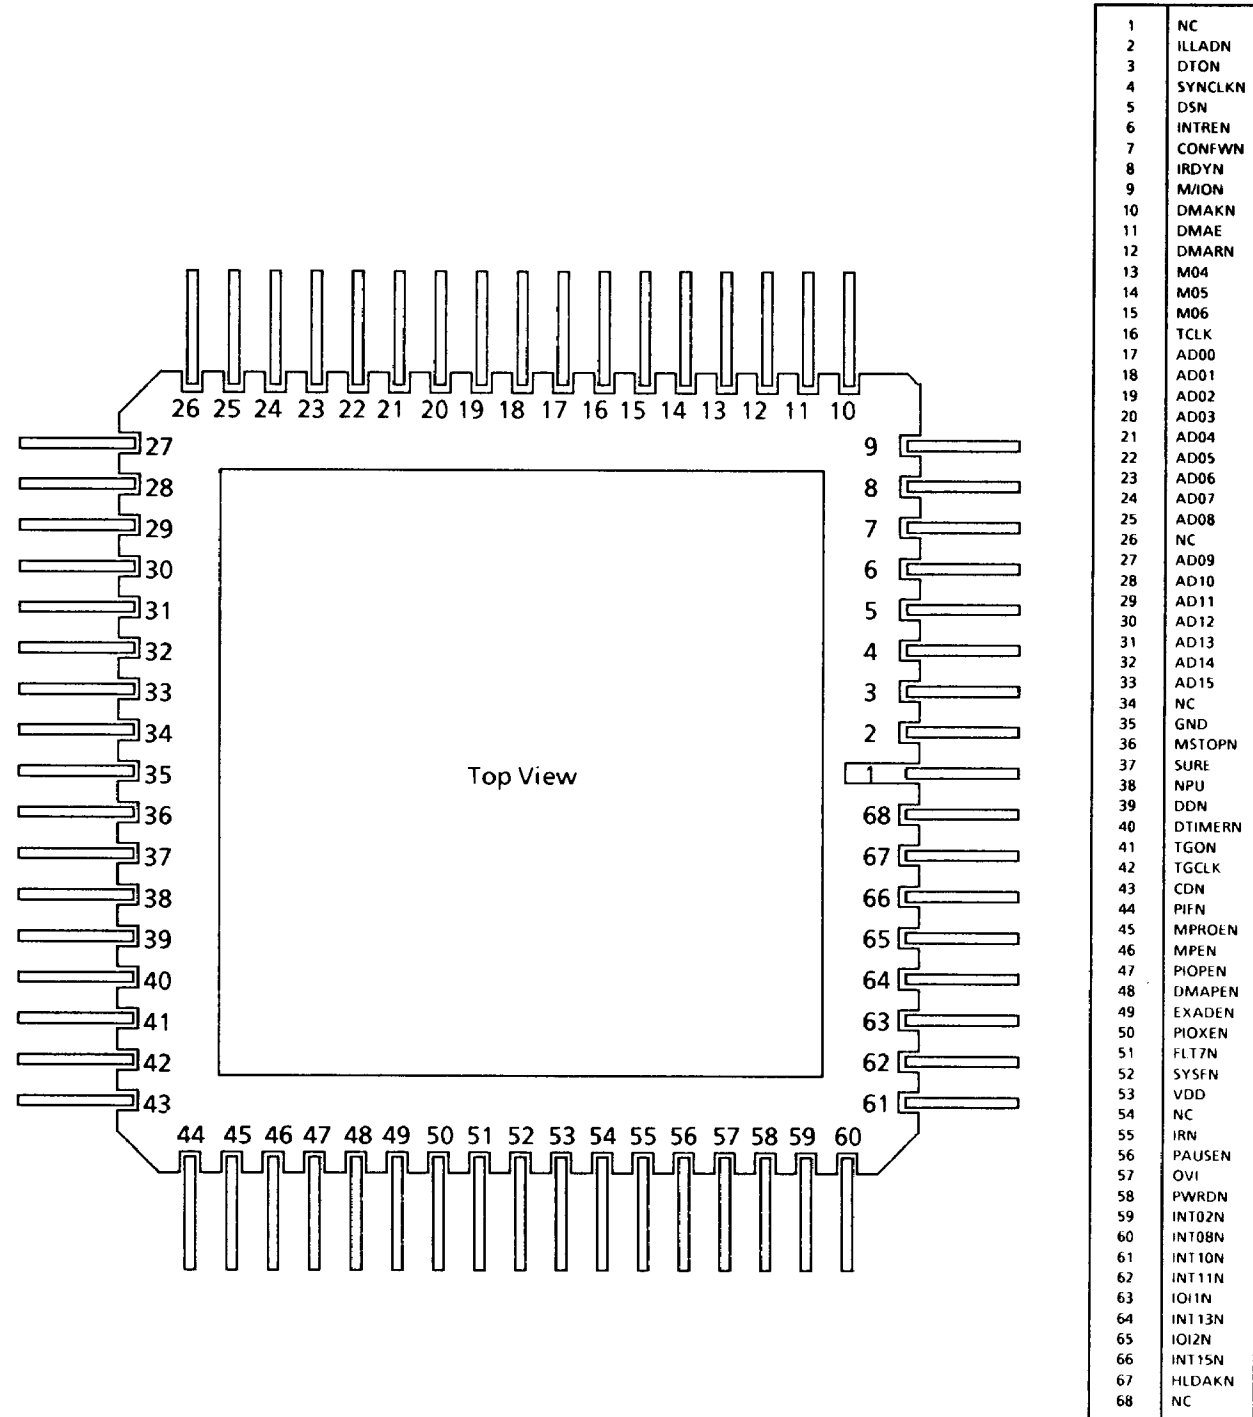 26 25 24 23 22 21 20 19 18 17 16 15 14 13 12 11 10
27
28
29
30
31
32
33
34
35
36
37
38
39
40
41
42
43
Top View
9
8
7
6
5
4
3
2
1
68
67
66
65
64
63
62
61
44 45 46 47 48 49 50 51 52 53 54 55 56 57 58 59 60
1 NC
2 ILLADN
3 DTON
4 SYNCLKN
5 DSN
6 INTREN
7 CONFWN
8 IRDYN
9 M/ION
10 DMAKN
11 DMAE
12 DMARN
13 M04
14 M05
15 M06
16 TCLK
17 AD00
18 AD01
19 AD02
20 AD03
21 AD04
22 AD05
23 AD06
24 AD07
25 AD08
26 NC
27 AD09
28 AD10
29 AD11
30 AD12
31 AD13
32 AD14
33 AD15
34 NC
35 GND
36 MSTOPN
37 SURE
38 NPU
39 DDN
40 DTIMERN
41 TGON
42 TGCLK
43 CDN
44 PIFN
45 MPROEN
46 MPEN
47 PIOPEN
48 DMAPEN
49 EXADEN
50 PIOXEN
51 FLT7N
52 SYSFN
53 VDD
54 NC
55 IRN
56 PAUSEN
57 OVI
58 PWRDN
59 INT02N
60 INT08N
61 INT10N
62 INT11N
63 IOI1N
64 INT13N
65 IOI2N
66 INT15N
67 HLDAKN
68 NC